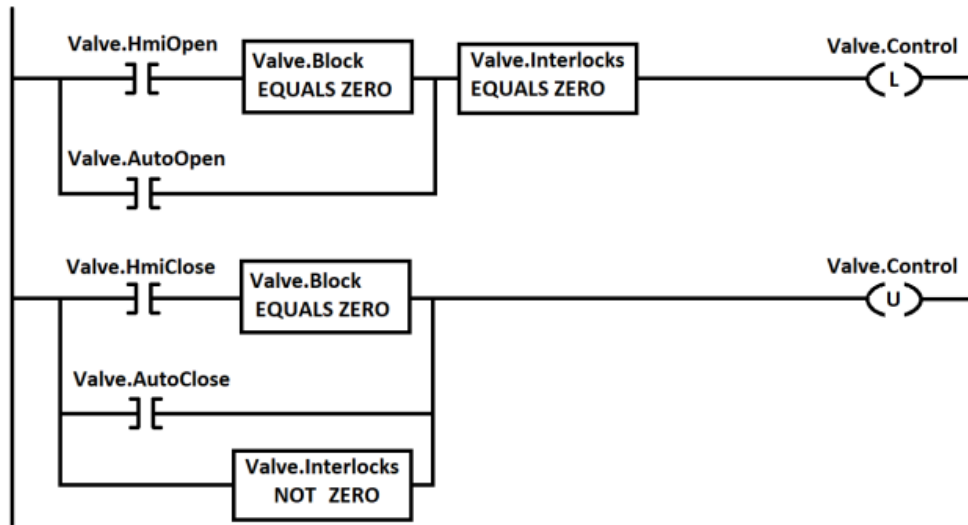 Valve.HmiOpen
Valve.Block
EQUALS ZERO
Valve.Interlocks
EQUALS ZERO
Valve.Control
L
Valve.AutoOpen
Valve.HmiClose
Valve.Block
EQUALS ZERO
Valve.Control
U
Valve.AutoClose
Valve.Interlocks
NOT ZERO